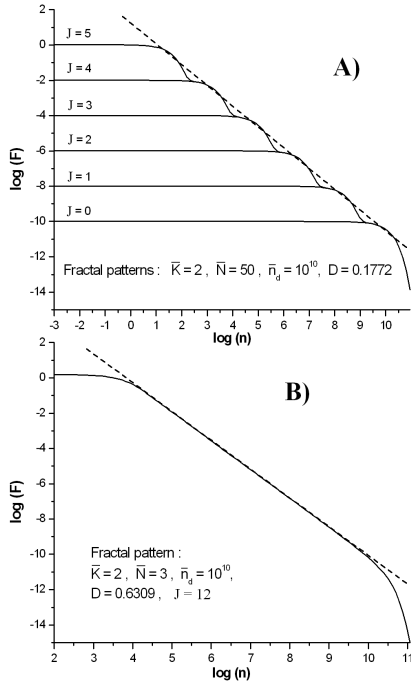 A)
log (F)
0
-2
-4
-6
-8
-10
-12
-14
J = 5
J = 4
J = 3
J = 2
J = 1
J = 0
Fractal patterns : K̅ = 2 , N̅ = 50 , n̅d = 10^10, D = 0.1772
-3 -2 -1 0 1 2 3 4 5 6 7 8 9 10
log (n)
B)
log (F)
0
-2
-4
-6
-8
-10
-12
-14
Fractal pattern :
K̅ = 2 , N̅ = 3 , n̅d = 10^10,
D = 0.6309 , J = 12
2 3 4 5 6 7 8 9 10 11
log (n)